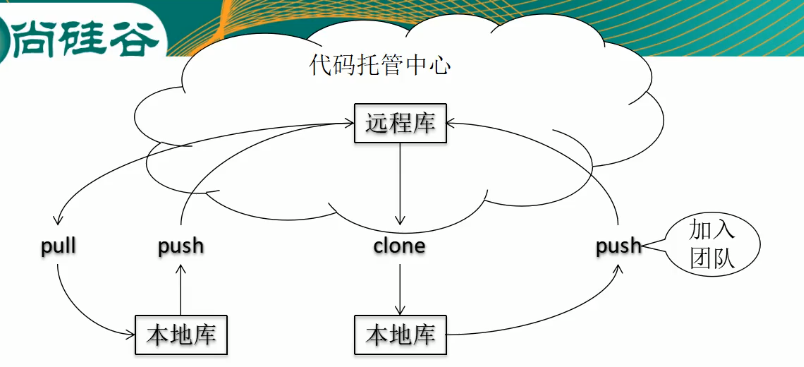 尚硅谷
代码托管中心
远程库
pull
push
clone
push
加入
团队
本地库
本地库